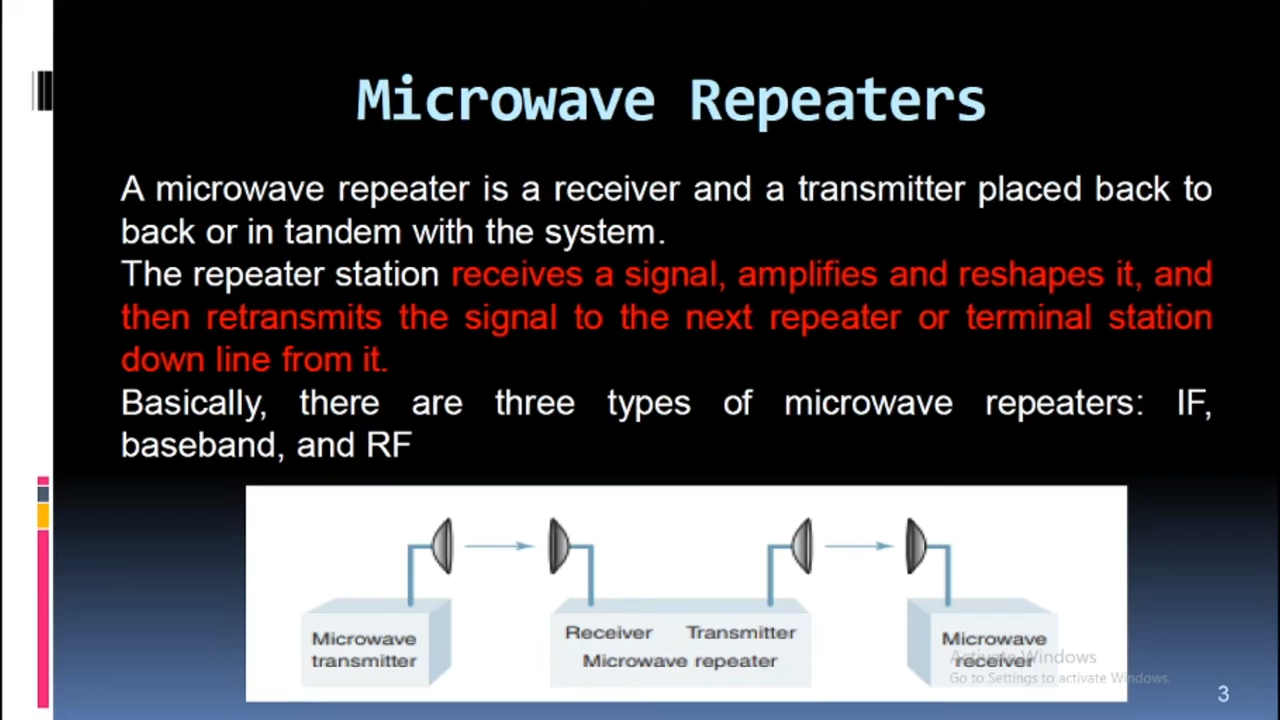 Microwave Repeaters
A microwave repeater is a receiver and a transmitter placed back to
back or in tandem with the system.
The repeater station receives a signal, amplifies and reshapes it, and
then retransmits the signal to the next repeater or terminal station
down line from it.
Basically, there are three types of microwave repeaters: IF,
baseband, and RF
Microwave
transmitter
Receiver Transmitter
Microwave repeater
Microwave
receiver
Activate Windows
Go to Settings to activate Windows.
3